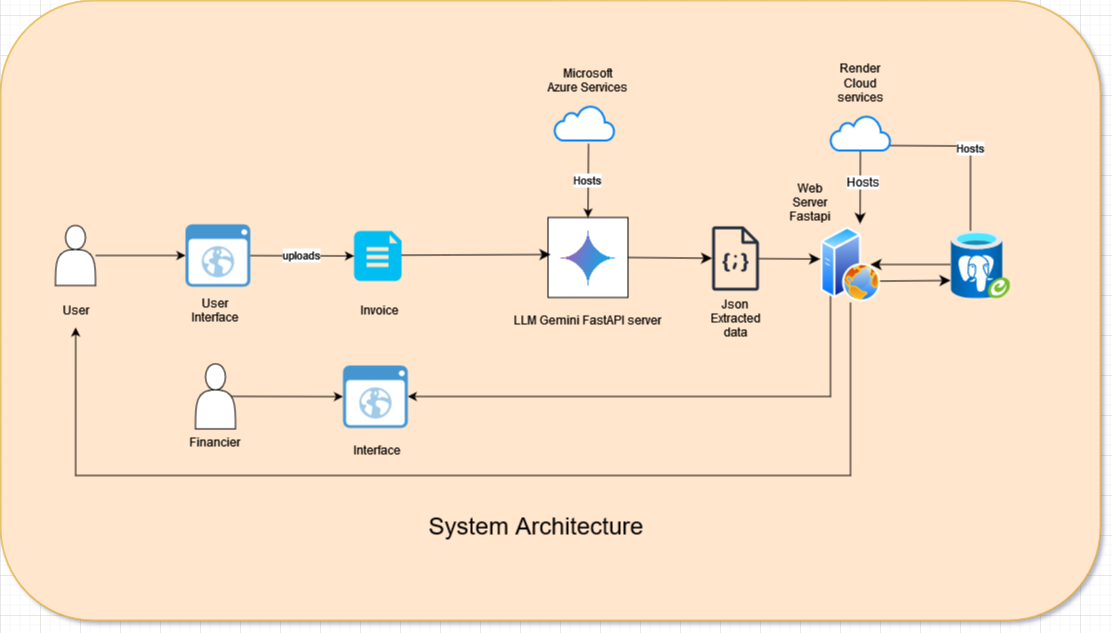 Microsoft
Azure Services
Render
Cloud
services
Hosts
Hosts
Hosts
Web
Server
Fastapi
uploads
{;}
User
User
Interface
Invoice
LLM Gemini FastAPI server
Json
Extracted
data
Financier
Interface
System Architecture